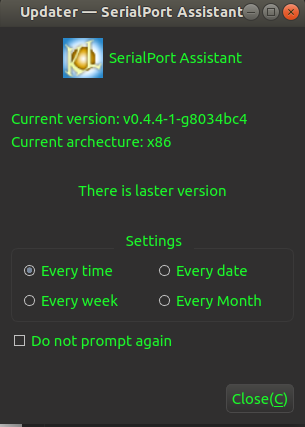 Updater — SerialPort Assistant
SerialPort Assistant
Current version: v0.4.4-1-g8034bc4
Current archecture: x86
There is laster version
Settings
Every time
Every date
Every week
Every Month
Do not prompt again
Close(C)